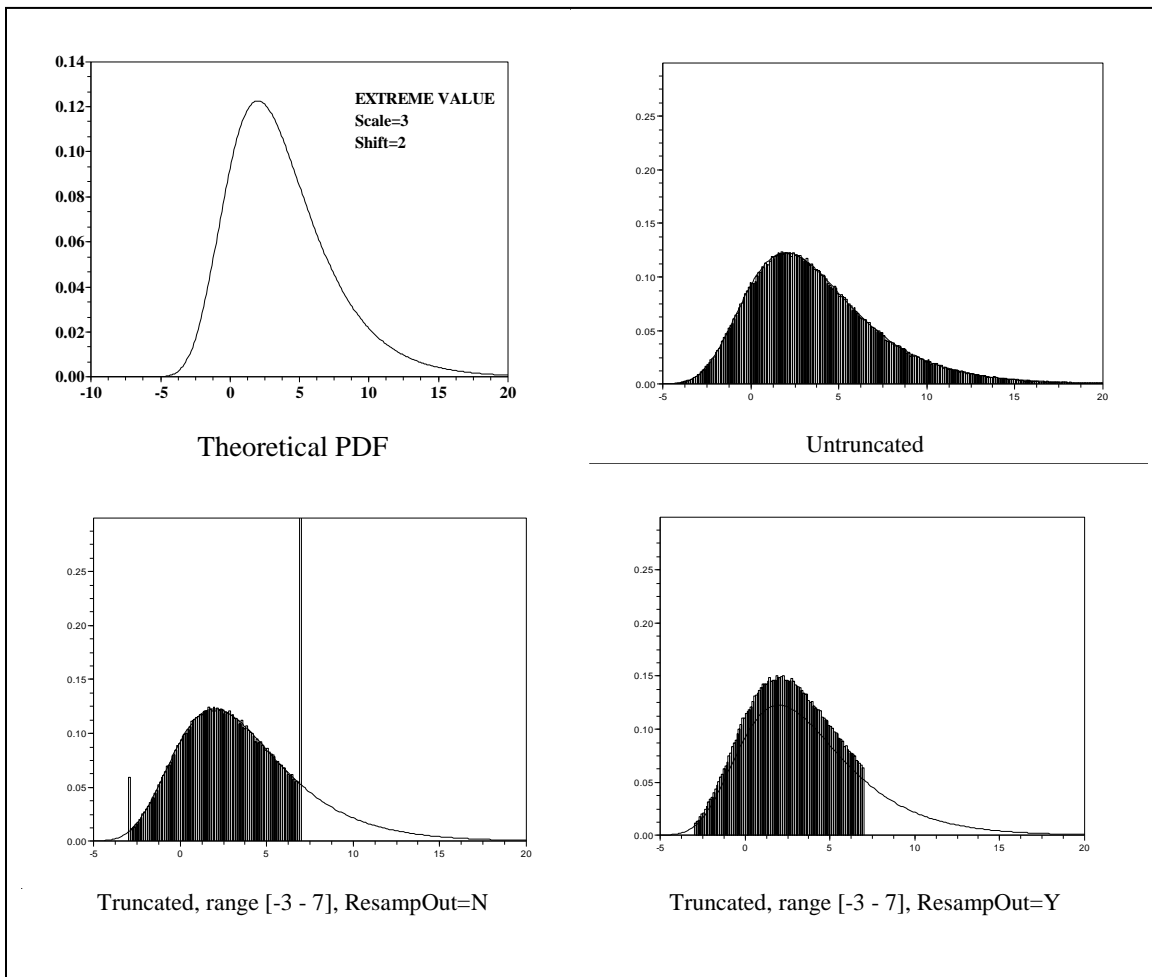 0.14
0.12
0.10
0.08
0.06
0.04
0.02
0.00
-10 -5 0 5 10 15 20
EXTREME VALUE
Scale=3
Shift=2
Theoretical PDF
0.25
0.20
0.15
0.10
0.05
0.00
-5 0 5 10 15 20
Untruncated
0.25
0.20
0.15
0.10
0.05
0.00
-5 0 5 10 15 20
Truncated, range [-3 - 7], ResampOut=N
0.25
0.20
0.15
0.10
0.05
0.00
-5 0 5 10 15 20
Truncated, range [-3 - 7], ResampOut=Y